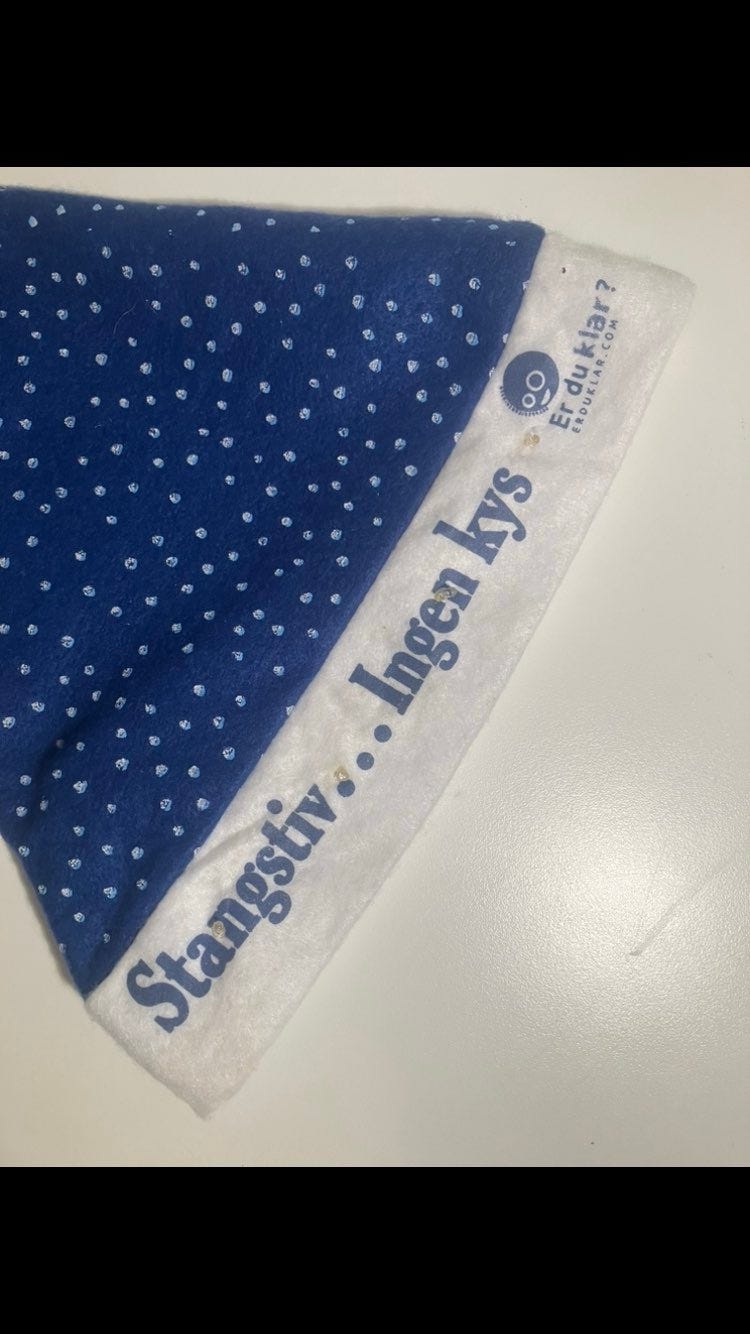 Stangstiv... Ingen kys
Er du klar?
ERDUKLAR.COM